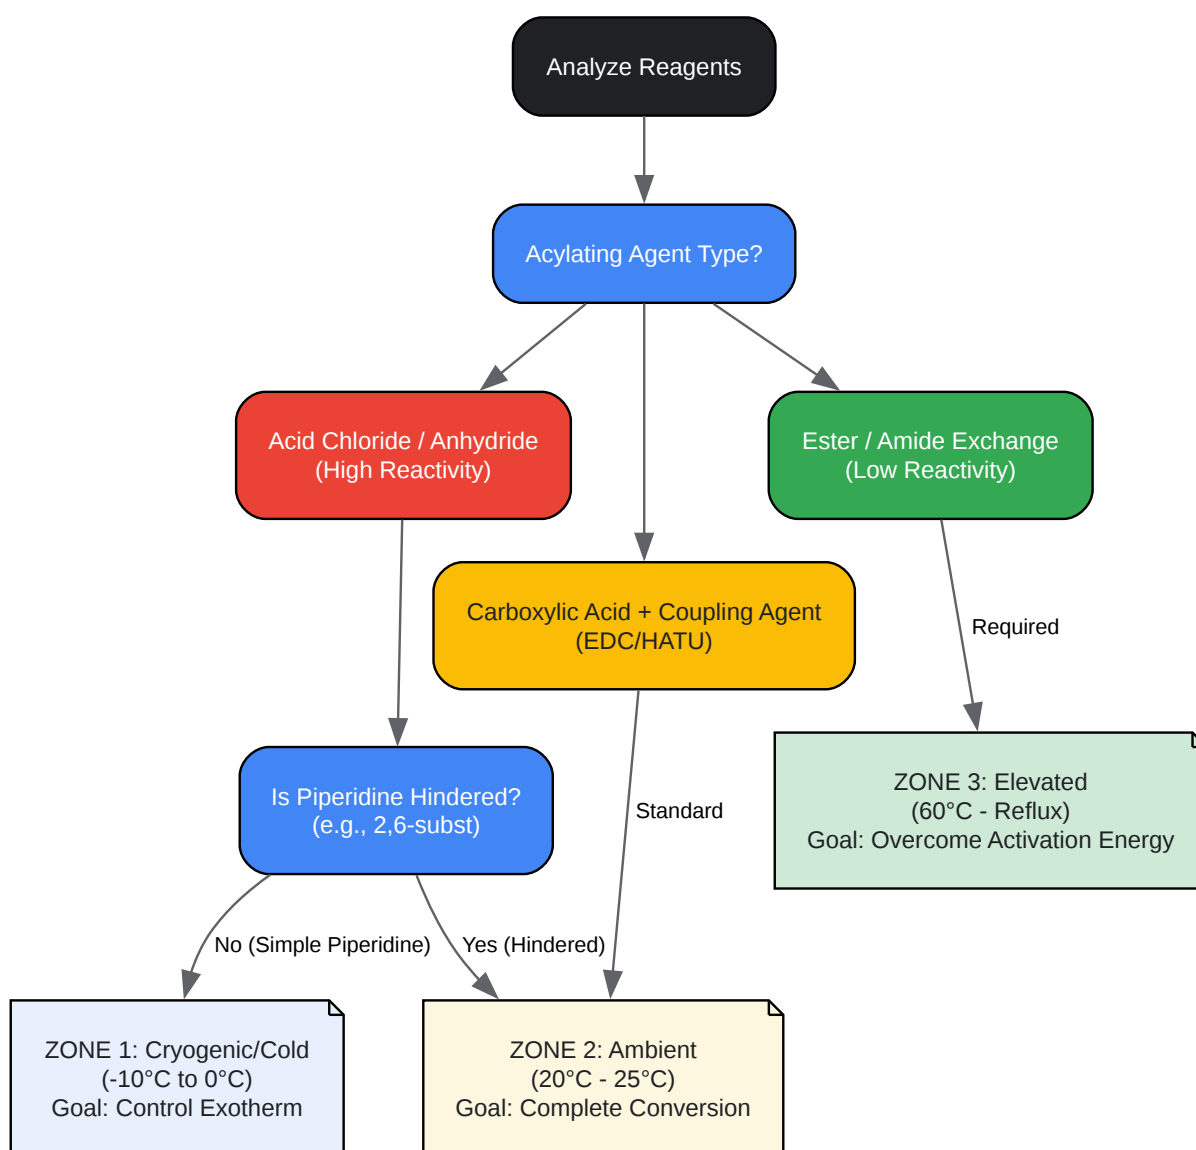 Analyze Reagents
Acylating Agent Type?
Acid Chloride / Anhydride
(High Reactivity)
Ester / Amide Exchange
(Low Reactivity)
Carboxylic Acid + Coupling Agent
(EDC/HATU)
Required
Is Piperidine Hindered?
(e.g., 2,6-subst)
Standard
ZONE 3: Elevated
(60°C - Reflux)
Goal: Overcome Activation Energy
No (Simple Piperidine)
Yes (Hindered)
ZONE 1: Cryogenic/Cold
(-10°C to 0°C)
Goal: Control Exotherm
ZONE 2: Ambient
(20°C - 25°C)
Goal: Complete Conversion